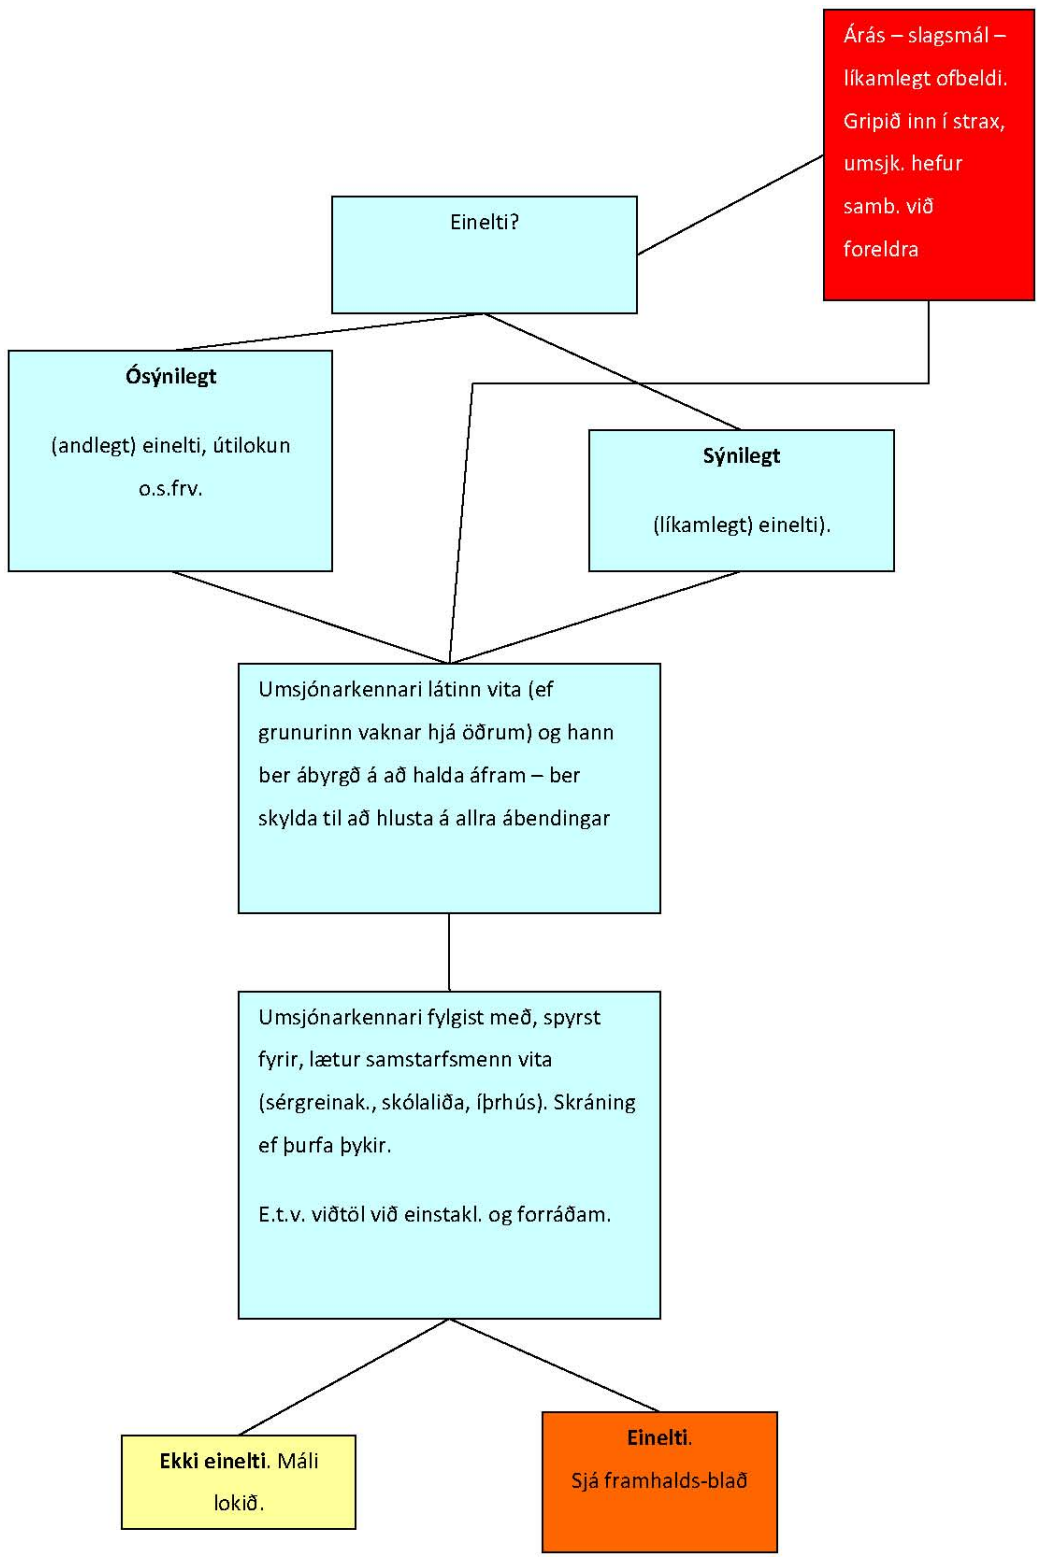 Árás – slagsmál –
líkamlegt ofbeldi.
Gripið inn í strax,
umsjk. hefur
samb. við
foreldra
Einelti?
Ósýnilegt
(andlegt) einelti, útilokun
o.s.frv.
Sýnilegt
(líkamlegt) einelti).
Umsjónarkennari látinn vita (ef
grunurinn vaknar hjá öðrum) og hann
ber ábyrgð á að halda áfram – ber
skylda til að hlusta á allra ábendingar
Umsjónarkennari fylgist með, spyrst
fyrir, lætur samstarfsmenn vita
(sérgreinak., skólaliða, íþrhús). Skráning
ef þurfa þykir.
E.t.v. viðtöl við einstakl. og forráðam.
Ekki einelti. Máli
lokið.
Einelti.
Sjá framhalds-blað